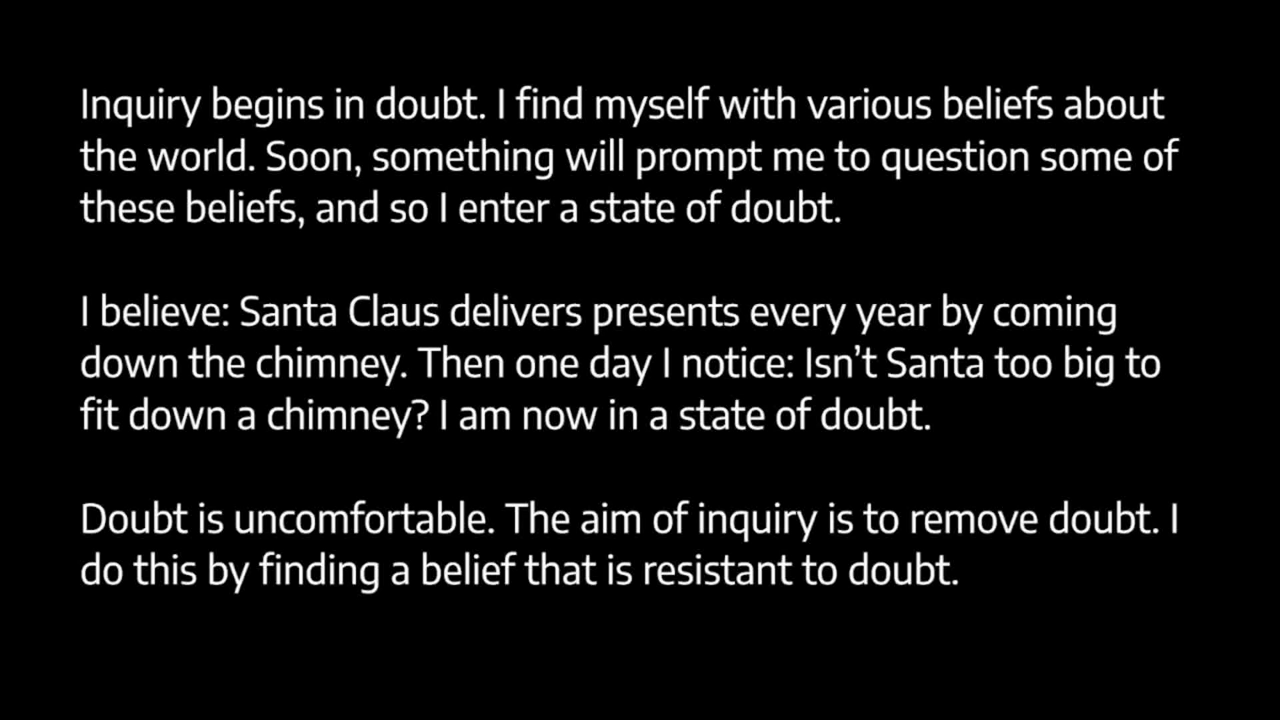 Inquiry begins in doubt. I find myself with various beliefs about
the world. Soon, something will prompt me to question some of
these beliefs, and so I enter a state of doubt.
I believe: Santa Claus delivers presents every year by coming
down the chimney. Then one day I notice: Isn’t Santa too big to
fit down a chimney? I am now in a state of doubt.
Doubt is uncomfortable. The aim of inquiry is to remove doubt. I
do this by finding a belief that is resistant to doubt.